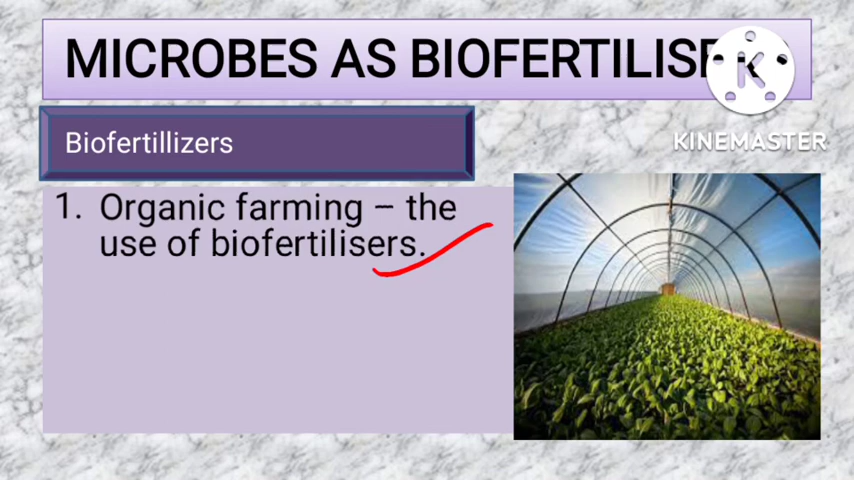 MICROBES AS BIOFERTILISE
K
KINEMASTER
Biofertillizers
1. Organic farming – the
use of biofertilisers.